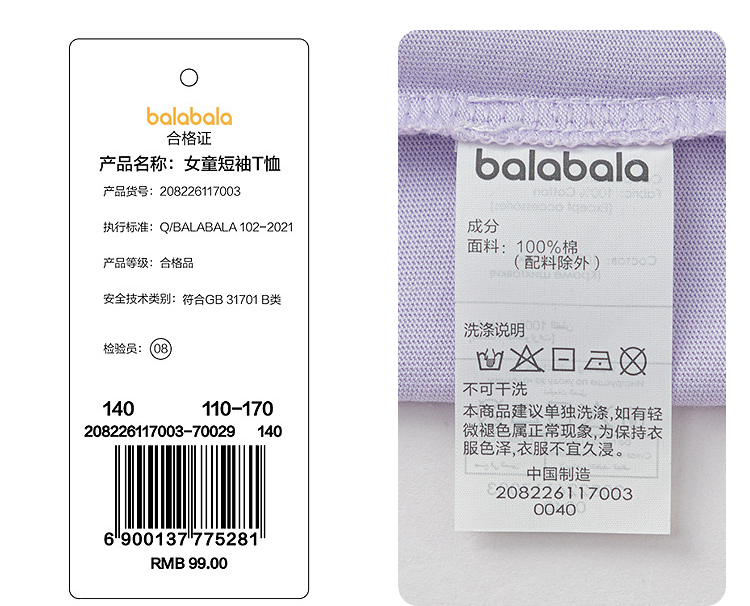 balabala
合格证
产品名称：女童短袖T恤
产品货号：208226117003
执行标准：Q/BALABALA 102-2021
产品等级：合格品
安全技术类别：符合GB 31701 B类
检验员：08
140 110-170
208226117003-70029 140
6 900137 775281
RMB 99.00
balabala
成分
面料：100%棉
（配料除外）
洗涤说明
不可干洗
本商品建议单独洗涤,如有轻
微褪色属正常现象,为保持衣
服色泽,衣服不宜久浸。
中国制造
208226117003
0040